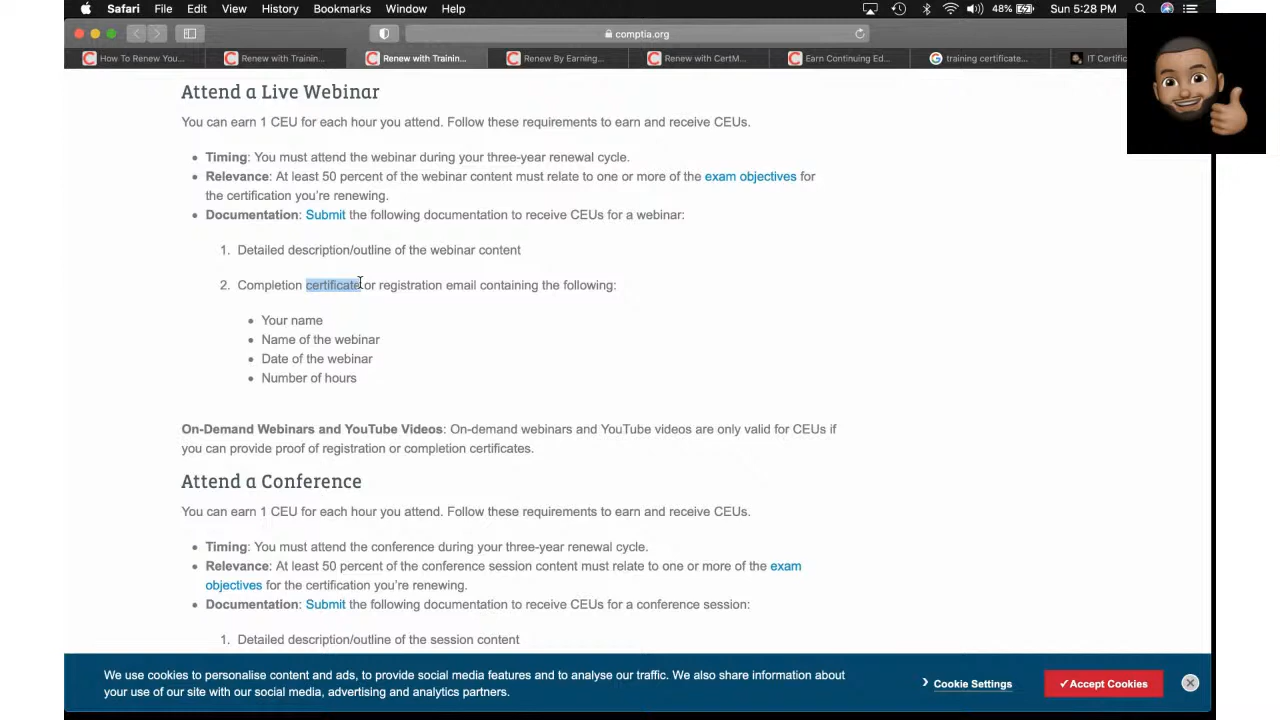 Safari File Edit View History Bookmarks Window Help 48% Sun 5:28 PM
comptia.org
How To Renew You... Renew with Trainin... Renew with Trainin... Renew By Earning... Renew with CertM... Earn Continuing Ed... training certificate... IT Certific
Attend a Live Webinar
You can earn 1 CEU for each hour you attend. Follow these requirements to earn and receive CEUs.
• Timing: You must attend the webinar during your three-year renewal cycle.
• Relevance: At least 50 percent of the webinar content must relate to one or more of the exam objectives for
the certification you're renewing.
• Documentation: Submit the following documentation to receive CEUs for a webinar:
1. Detailed description/outline of the webinar content
2. Completion certificate or registration email containing the following:
• Your name
• Name of the webinar
• Date of the webinar
• Number of hours
On-Demand Webinars and YouTube Videos: On-demand webinars and YouTube videos are only valid for CEUs if
you can provide proof of registration or completion certificates.
Attend a Conference
You can earn 1 CEU for each hour you attend. Follow these requirements to earn and receive CEUs.
• Timing: You must attend the conference during your three-year renewal cycle.
• Relevance: At least 50 percent of the conference session content must relate to one or more of the exam
objectives for the certification you're renewing.
• Documentation: Submit the following documentation to receive CEUs for a conference session:
1. Detailed description/outline of the session content
We use cookies to personalise content and ads, to provide social media features and to analyse our traffic. We also share information about
your use of our site with our social media, advertising and analytics partners.
Cookie Settings
✓Accept Cookies